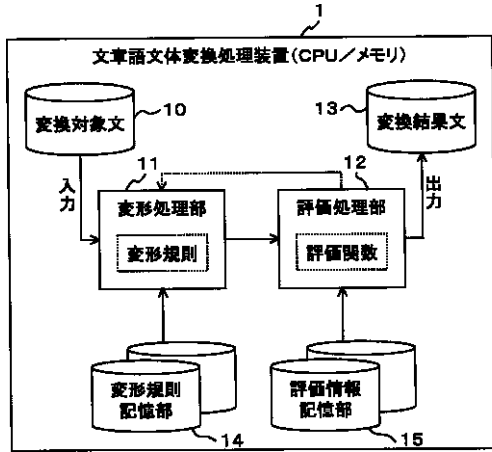 1
文章語文体変換処理装置(CPU／メモリ)
変換対象文
10
13
変換結果文
入力
11
12
出力
変形処理部
評価処理部
変形規則
評価関数
変形規則
記憶部
評価情報
記憶部
14
15